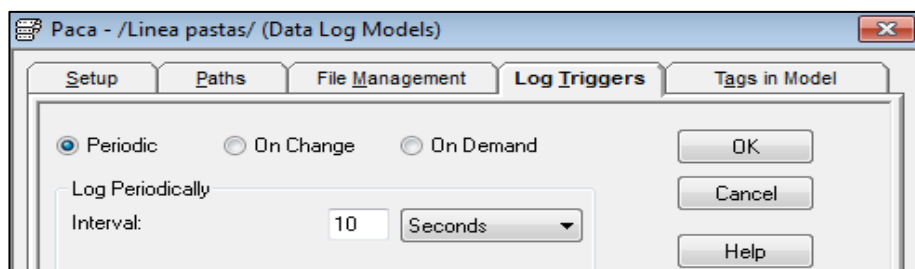 Paca - /Linea pastas/ (Data Log Models)
Setup Paths File Management Log Triggers Tags in Model
Periodic On Change On Demand OK
Log Periodically Cancel
Interval: 10 Seconds
Help